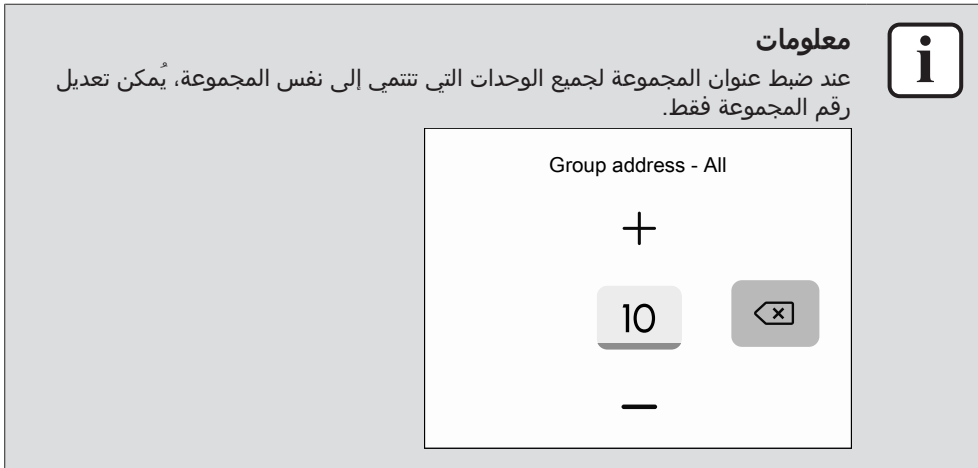 معلومات
عند ضبط عنوان المجموعة لجميع الوحدات التي تنتمي إلى نفس المجموعة، يُمكن تعديل
رقم المجموعة فقط.
Group address - All
+
10
−